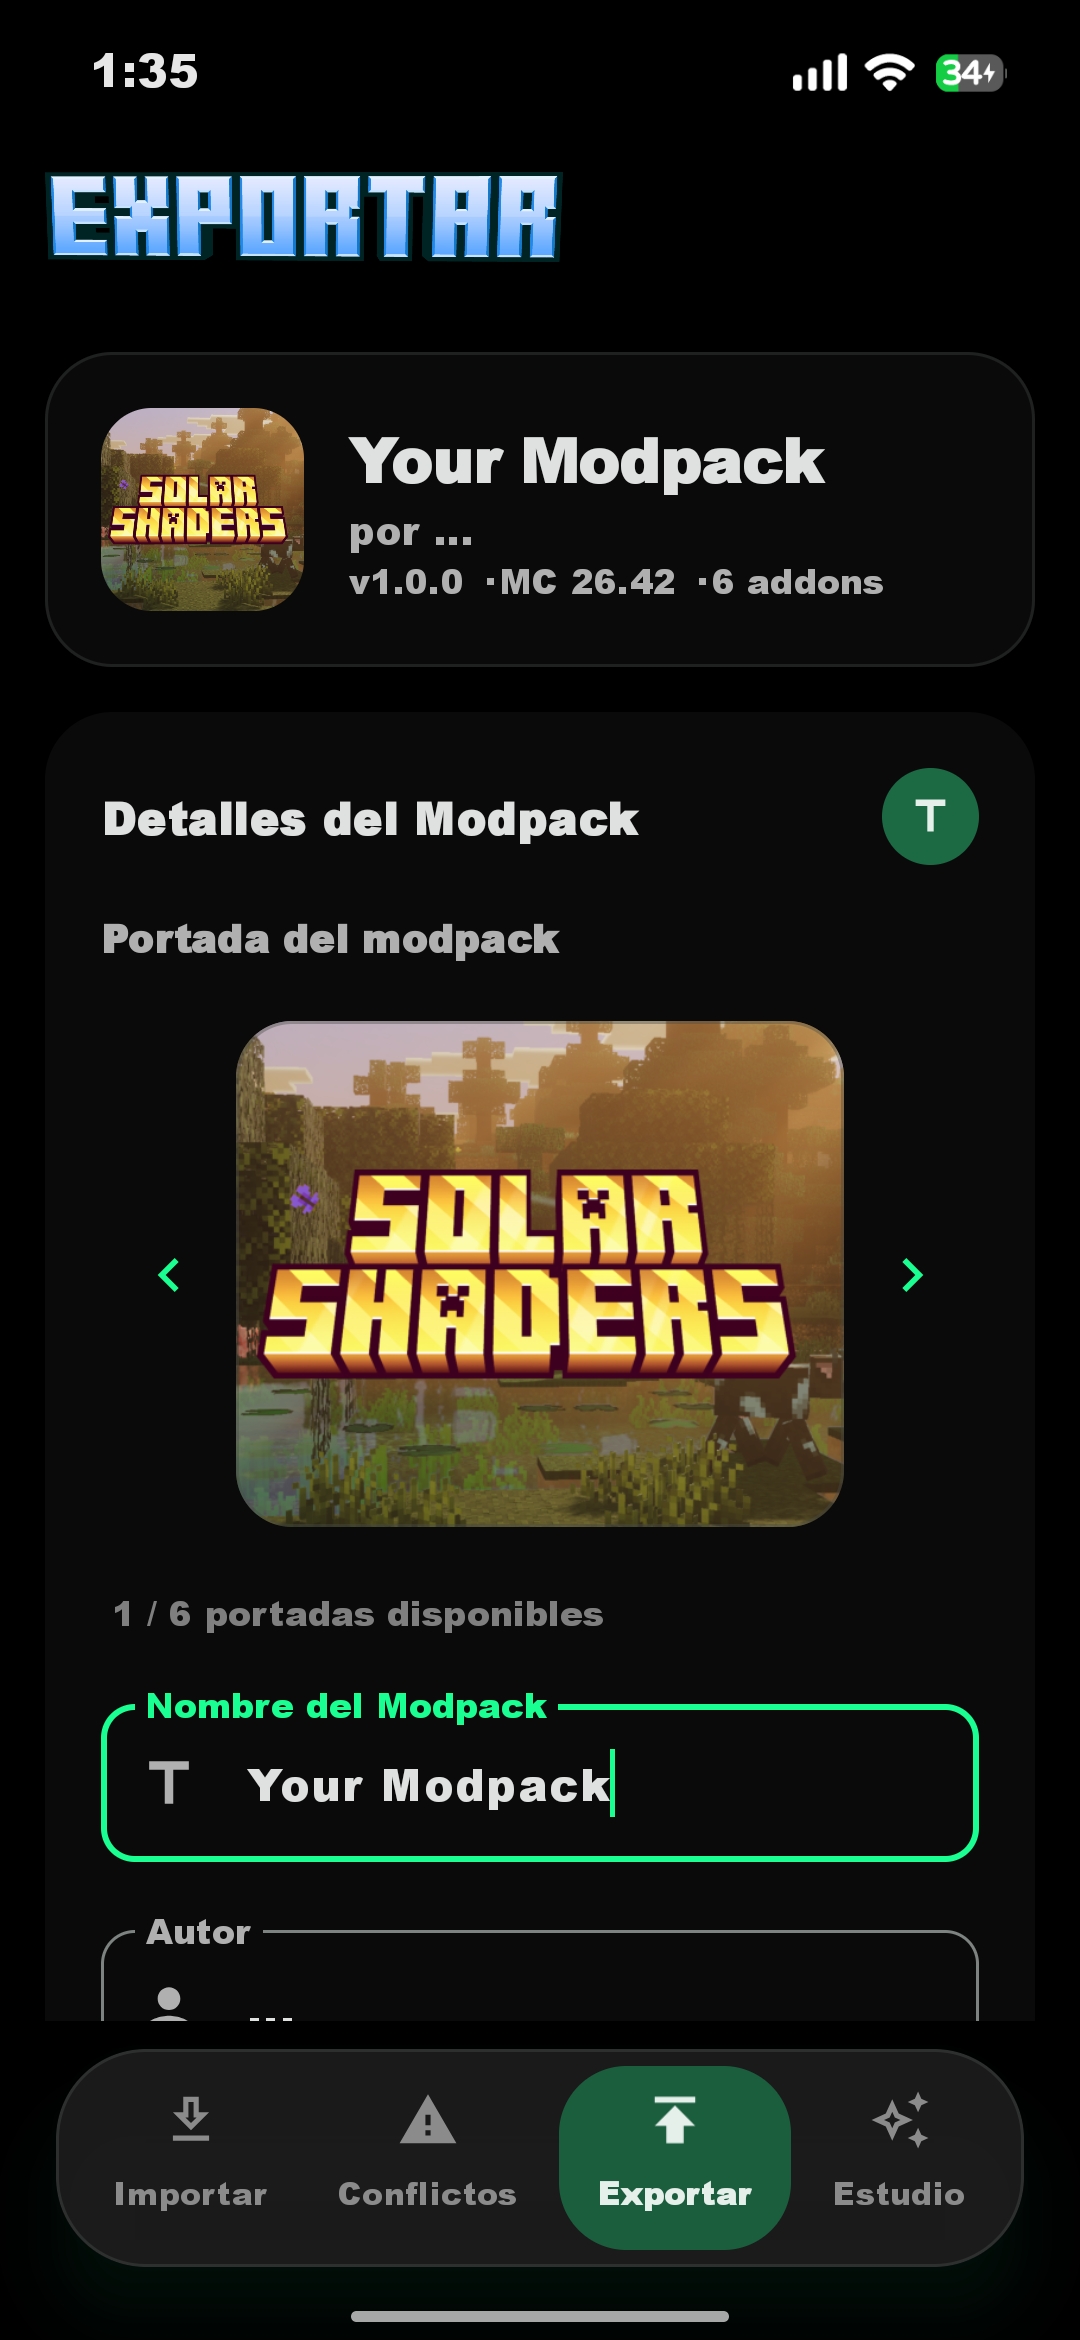 1:35
34
EXPORTAR
SOLAR
SHADERS
Your Modpack
por ...
v1.0.0 ·MC 26.42 ·6 addons
Detalles del Modpack
T
Portada del modpack
SOLAR
SHADERS
1 / 6 portadas disponibles
Nombre del Modpack
T Your Modpack
Autor
...
Importar Conflictos Exportar Estudio